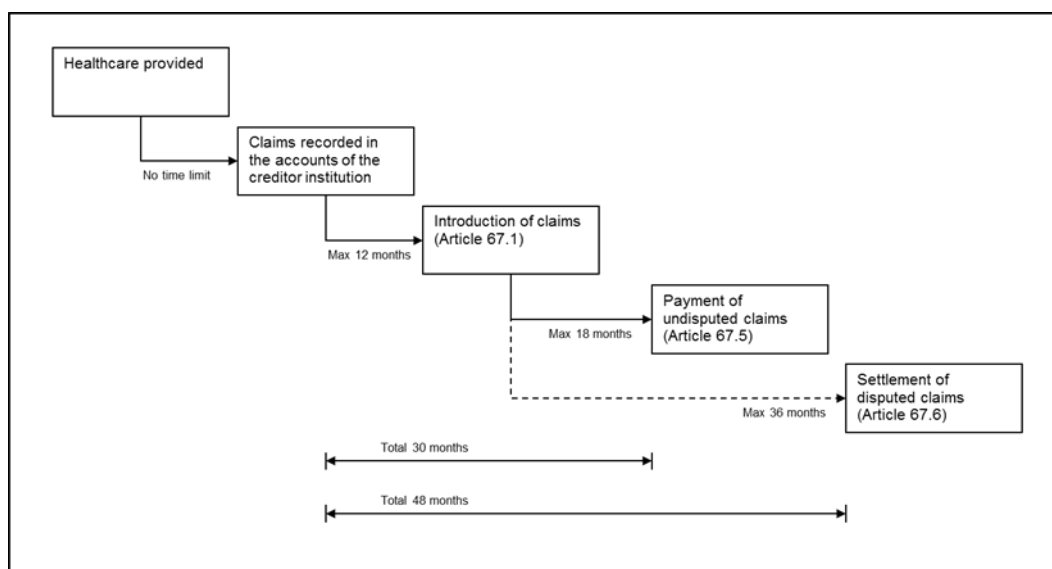 Healthcare provided
Claims recorded in
the accounts of the
creditor institution
No time limit
Introduction of claims
(Article 67.1)
Max 12 months
Payment of
undisputed claims
(Article 67.5)
Max 18 months
Settlement of
disputed claims
(Article 67.6)
Max 36 months
Total 30 months
Total 48 months